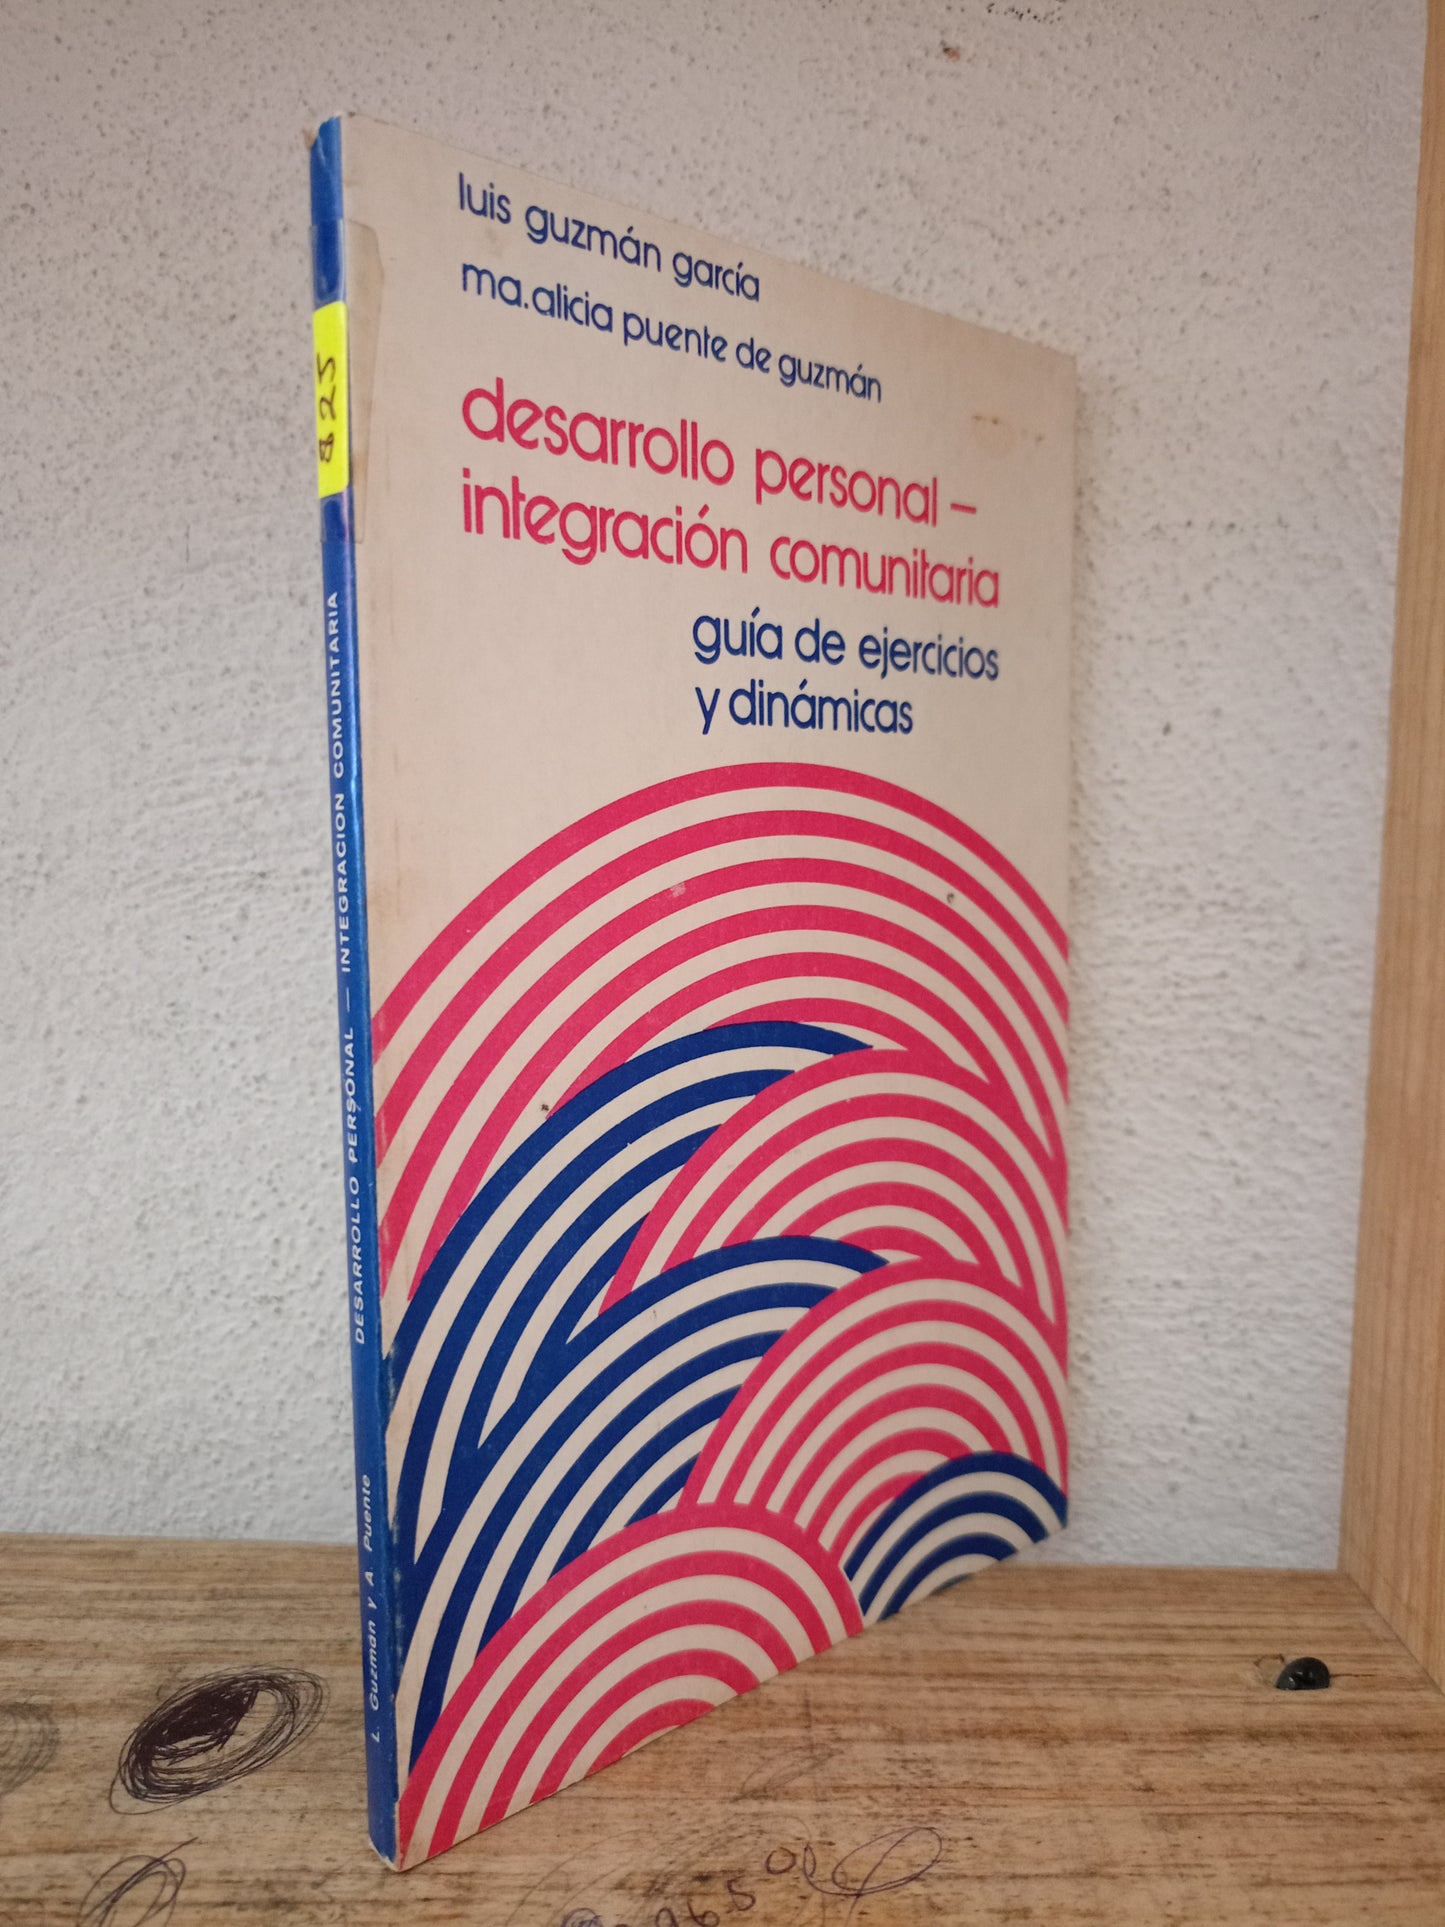 luis guzmán garcía
ma. alicia puente de guzmán
desarrollo personal –
integración comunitaria
guía de ejercicios
y dinámicas
825
DESARROLLO PERSONAL — INTEGRACION COMUNITARIA
L. Guzmán y A. Puente